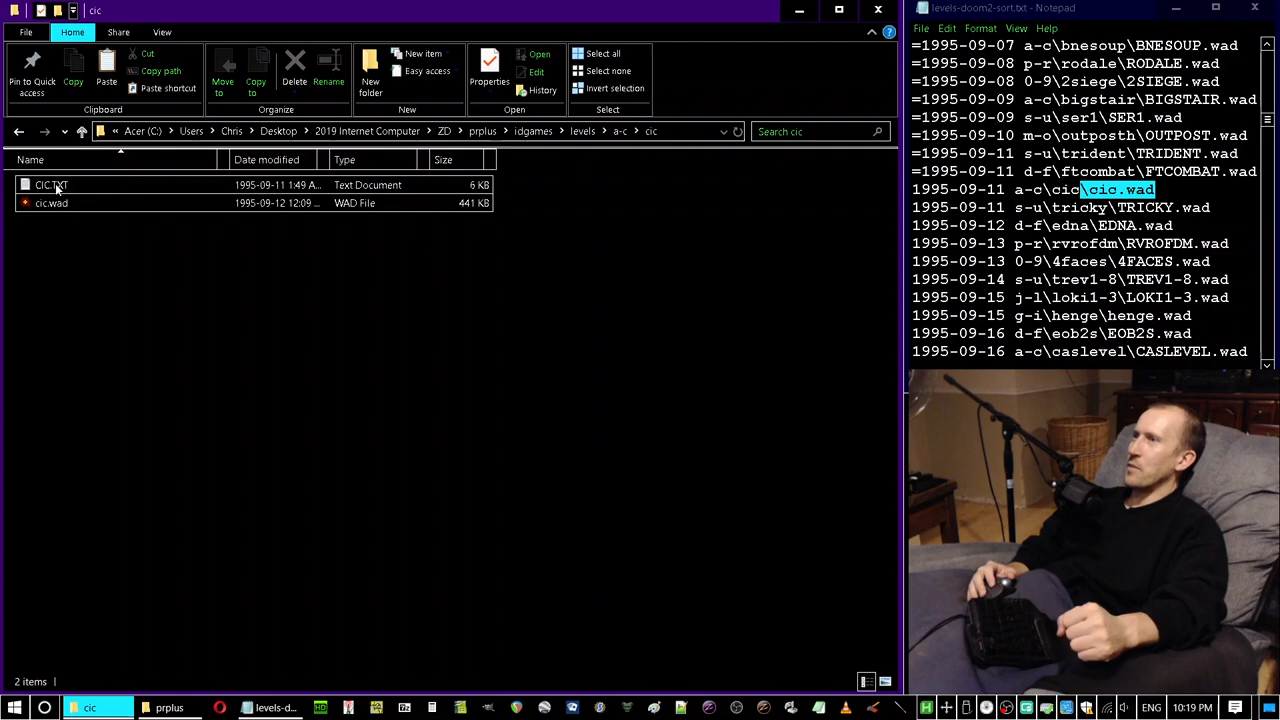 cic
File Home Share View
Pin to Quick access
Copy
Paste
Cut
Copy path
Paste shortcut
Clipboard
Move to
Copy to
Delete
Rename
Organize
New folder
New item
Easy access
New
Properties
Open
Edit
History
Open
Select all
Select none
Invert selection
Select
« Acer (C:) > Users > Chris > Desktop > 2019 Internet Computer > ZD > prplus > idgames > levels > a-c > cic
Search cic
Name Date modified Type Size
CIC.TXT 1995-09-11 1:49 A... Text Document 6 KB
cic.wad 1995-09-12 12:09 ... WAD File 441 KB
2 items
levels-doom2-sort.txt - Notepad
File Edit Format View Help
=1995-09-07 a-c\bnesoup\BNESOUP.wad
=1995-09-08 p-r\rodale\RODALE.wad
=1995-09-08 0-9\2siege\2SIEGE.wad
=1995-09-09 a-c\bigstair\BIGSTAIR.wad
=1995-09-09 s-u\ser1\SER1.wad
=1995-09-10 m-o\outposth\OUTPOST.wad
=1995-09-11 s-u\trident\TRIDENT.wad
=1995-09-11 d-f\ftcombat\FTCOMBAT.wad
1995-09-11 a-c\cic\cic.wad
1995-09-11 s-u\tricky\TRICKY.wad
1995-09-12 d-f\edna\EDNA.wad
1995-09-13 p-r\rvrofdm\RVROFDM.wad
1995-09-13 0-9\4faces\4FACES.wad
1995-09-14 s-u\trev1-8\TREV1-8.wad
1995-09-15 j-l\loki1-3\LOKI1-3.wad
1995-09-15 g-i\henge\henge.wad
1995-09-16 d-f\eob2s\EOB2S.wad
1995-09-16 a-c\caslevel\CASLEVEL.wad
cic
prplus
levels-d...
HD
ENG
10:19 PM